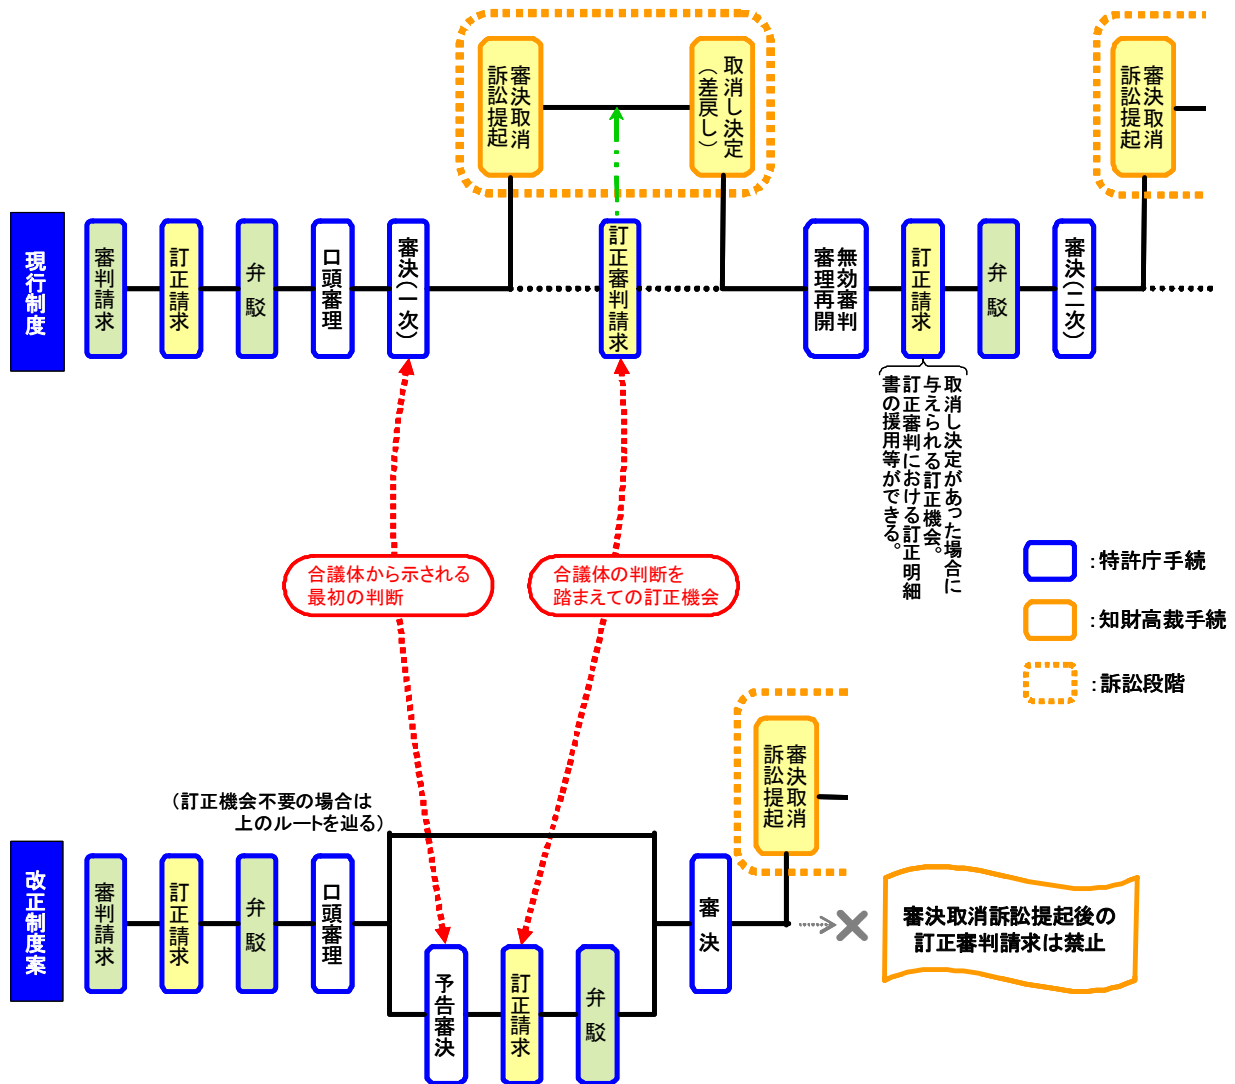 審決取消
訴訟提起
取消し決定
（差戻し）
審決取消
訴訟提起
現行制度
審判請求
訂正請求
弁駁
口頭審理
審決（一次）
訂正審判請求
無効審判
審理再開
訂正請求
弁駁
審決（二次）
取消し決定があった場合に
与えられる訂正機会。
訂正審判における訂正明細
書の援用等ができる。
合議体から示される
最初の判断
合議体の判断を
踏まえての訂正機会
：特許庁手続
：知財高裁手続
：訴訟段階
審決取消
訴訟提起
（訂正機会不要の場合は
上のルートを辿る）
改正制度案
審判請求
訂正請求
弁駁
口頭審理
予告審決
訂正請求
弁駁
審決
審決取消訴訟提起後の
訂正審判請求は禁止